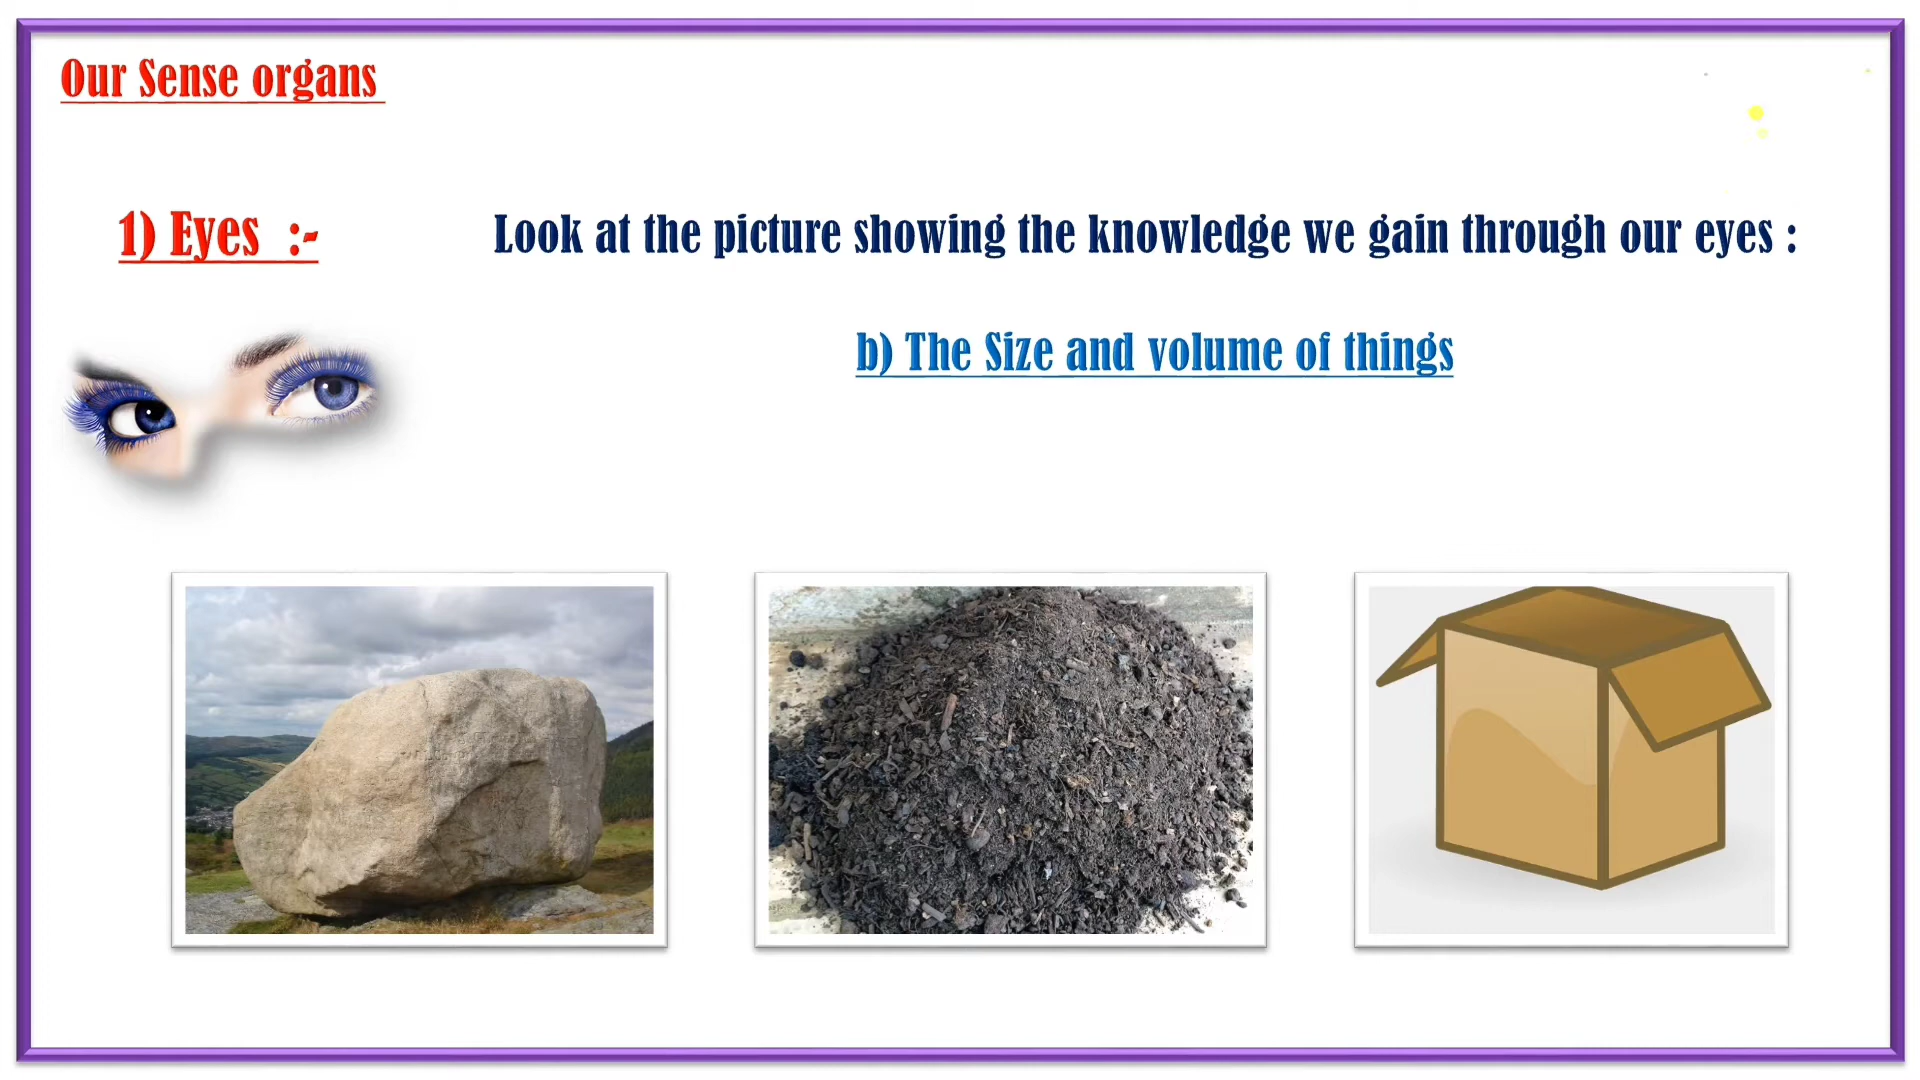 Our Sense organs
1) Eyes :-
Look at the picture showing the knowledge we gain through our eyes :
b) The Size and volume of things